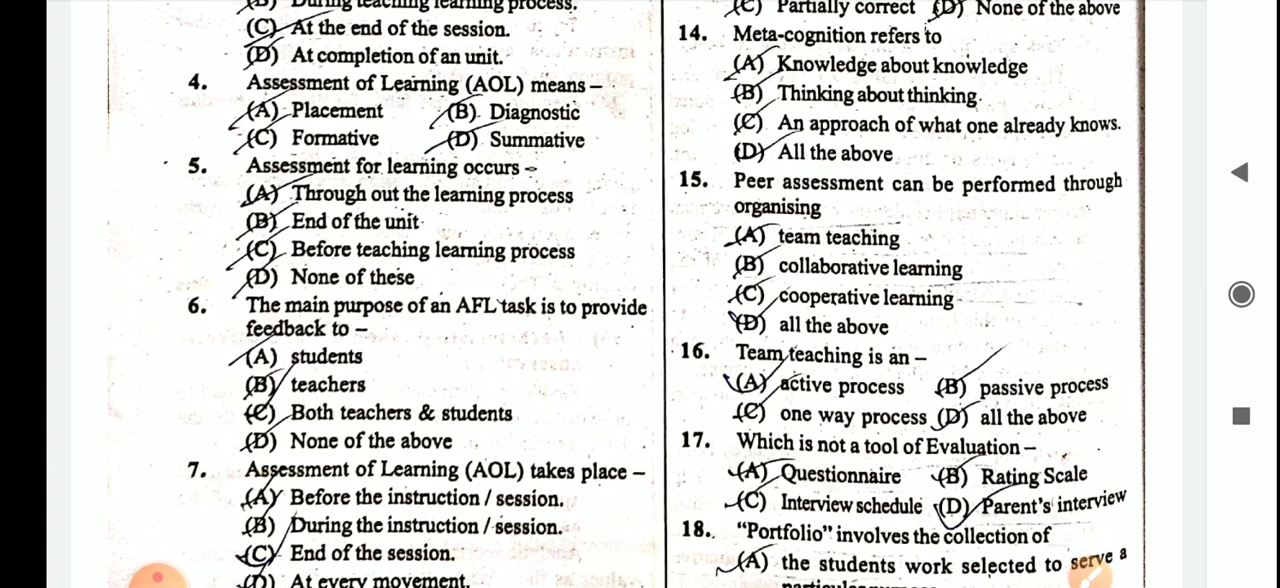 (B) During teaching learning process.
(C) At the end of the session.
(D) At completion of an unit.
4. Assessment of Learning (AOL) means –
(A) Placement (B) Diagnostic
(C) Formative (D) Summative
5. Assessment for learning occurs –
(A) Through out the learning process
(B) End of the unit
(C) Before teaching learning process
(D) None of these
6. The main purpose of an AFL task is to provide
feedback to –
(A) students
(B) teachers
(C) Both teachers & students
(D) None of the above
7. Assessment of Learning (AOL) takes place –
(A) Before the instruction / session.
(B) During the instruction / session.
(C) End of the session.
(D) At every movement.
(C) Partially correct (D) None of the above
14. Meta-cognition refers to
(A) Knowledge about knowledge
(B) Thinking about thinking
(C) An approach of what one already knows.
(D) All the above
15. Peer assessment can be performed through
organising
(A) team teaching
(B) collaborative learning
(C) cooperative learning
(D) all the above
16. Team teaching is an –
(A) active process (B) passive process
(C) one way process (D) all the above
17. Which is not a tool of Evaluation –
(A) Questionnaire (B) Rating Scale
(C) Interview schedule (D) Parent's interview
18. "Portfolio" involves the collection of
(A) the students work selected to serve a